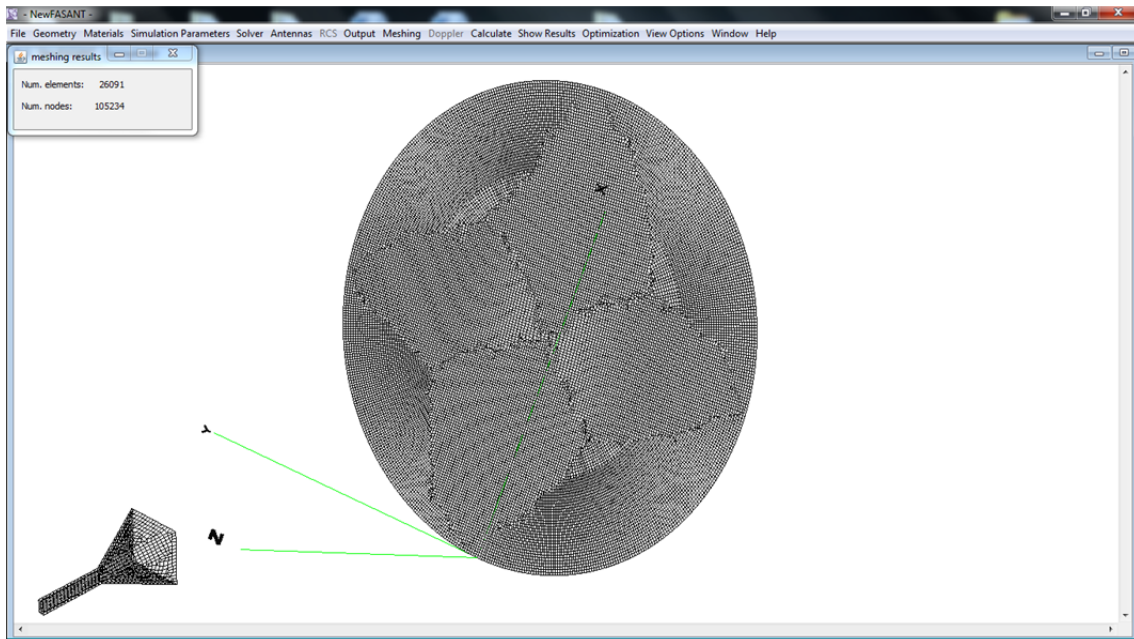 - NewFASANT -
File Geometry Materials Simulation Parameters Solver Antennas RCS Output Meshing Doppler Calculate Show Results Optimization View Options Window Help
meshing results
Num. elements: 26091
Num. nodes: 105234
X
Y
Z